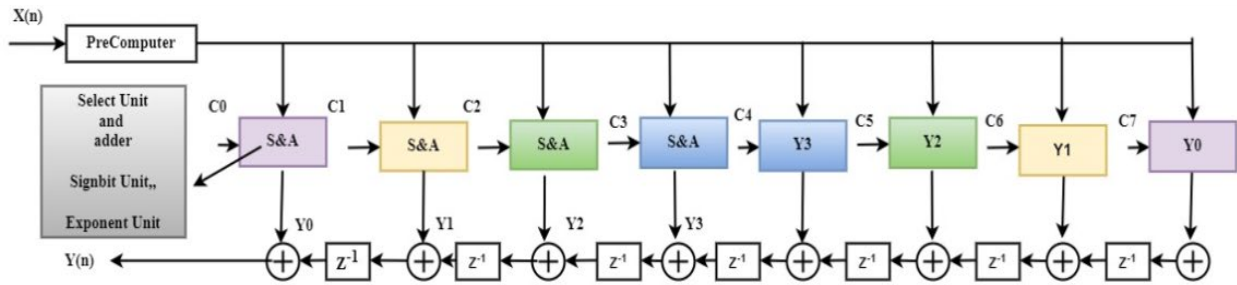 X(n)
PreComputer
Select Unit
and
adder
Signbit Unit,,
Exponent Unit
C0
S&A
C1
S&A
C2
S&A
C3
S&A
C4
Y3
C5
Y2
C6
Y1
C7
Y0
Y0
Y1
Y2
Y3
Y(n)
+
Z⁻¹
+
Z⁻¹
+
Z⁻¹
+
Z⁻¹
+
Z⁻¹
+
Z⁻¹
+
Z⁻¹
+